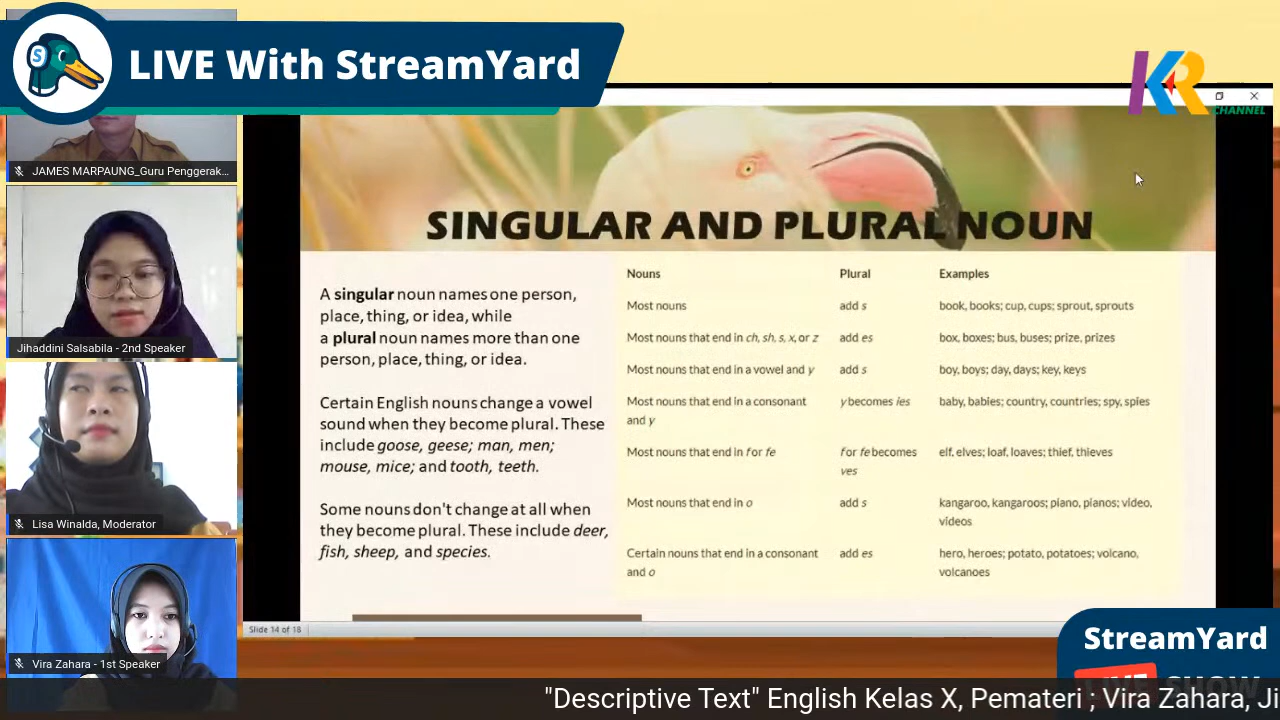 LIVE With StreamYard
KR
CHANNEL
S
JAMES MARPAUNG_Guru Penggerak...
Jihaddini Salsabila - 2nd Speaker
Lisa Winalda, Moderator
Vira Zahara - 1st Speaker
SINGULAR AND PLURAL NOUN
A singular noun names one person,
place, thing, or idea, while
a plural noun names more than one
person, place, thing, or idea.
Certain English nouns change a vowel
sound when they become plural. These
include goose, geese; man, men;
mouse, mice; and tooth, teeth.
Some nouns don't change at all when
they become plural. These include deer,
fish, sheep, and species.
Nouns Plural Examples
Most nouns add s book, books; cup, cups; sprout, sprouts
Most nouns that end in ch, sh, s, x, or z add es box, boxes; bus, buses; prize, prizes
Most nouns that end in a vowel and y add s boy, boys; day, days; key, keys
Most nouns that end in a consonant y becomes ies baby, babies; country, countries; spy, spies
and y
Most nouns that end in f or fe f or fe becomes elf, elves; loaf, loaves; thief, thieves
ves
Most nouns that end in o add s kangaroo, kangaroos; piano, pianos; video,
videos
Certain nouns that end in a consonant add es hero, heroes; potato, potatoes; volcano,
and o volcanoes
Slide 14 of 18
StreamYard
LIVE SHOW
"Descriptive Text" English Kelas X, Pemateri ; Vira Zahara, Ji